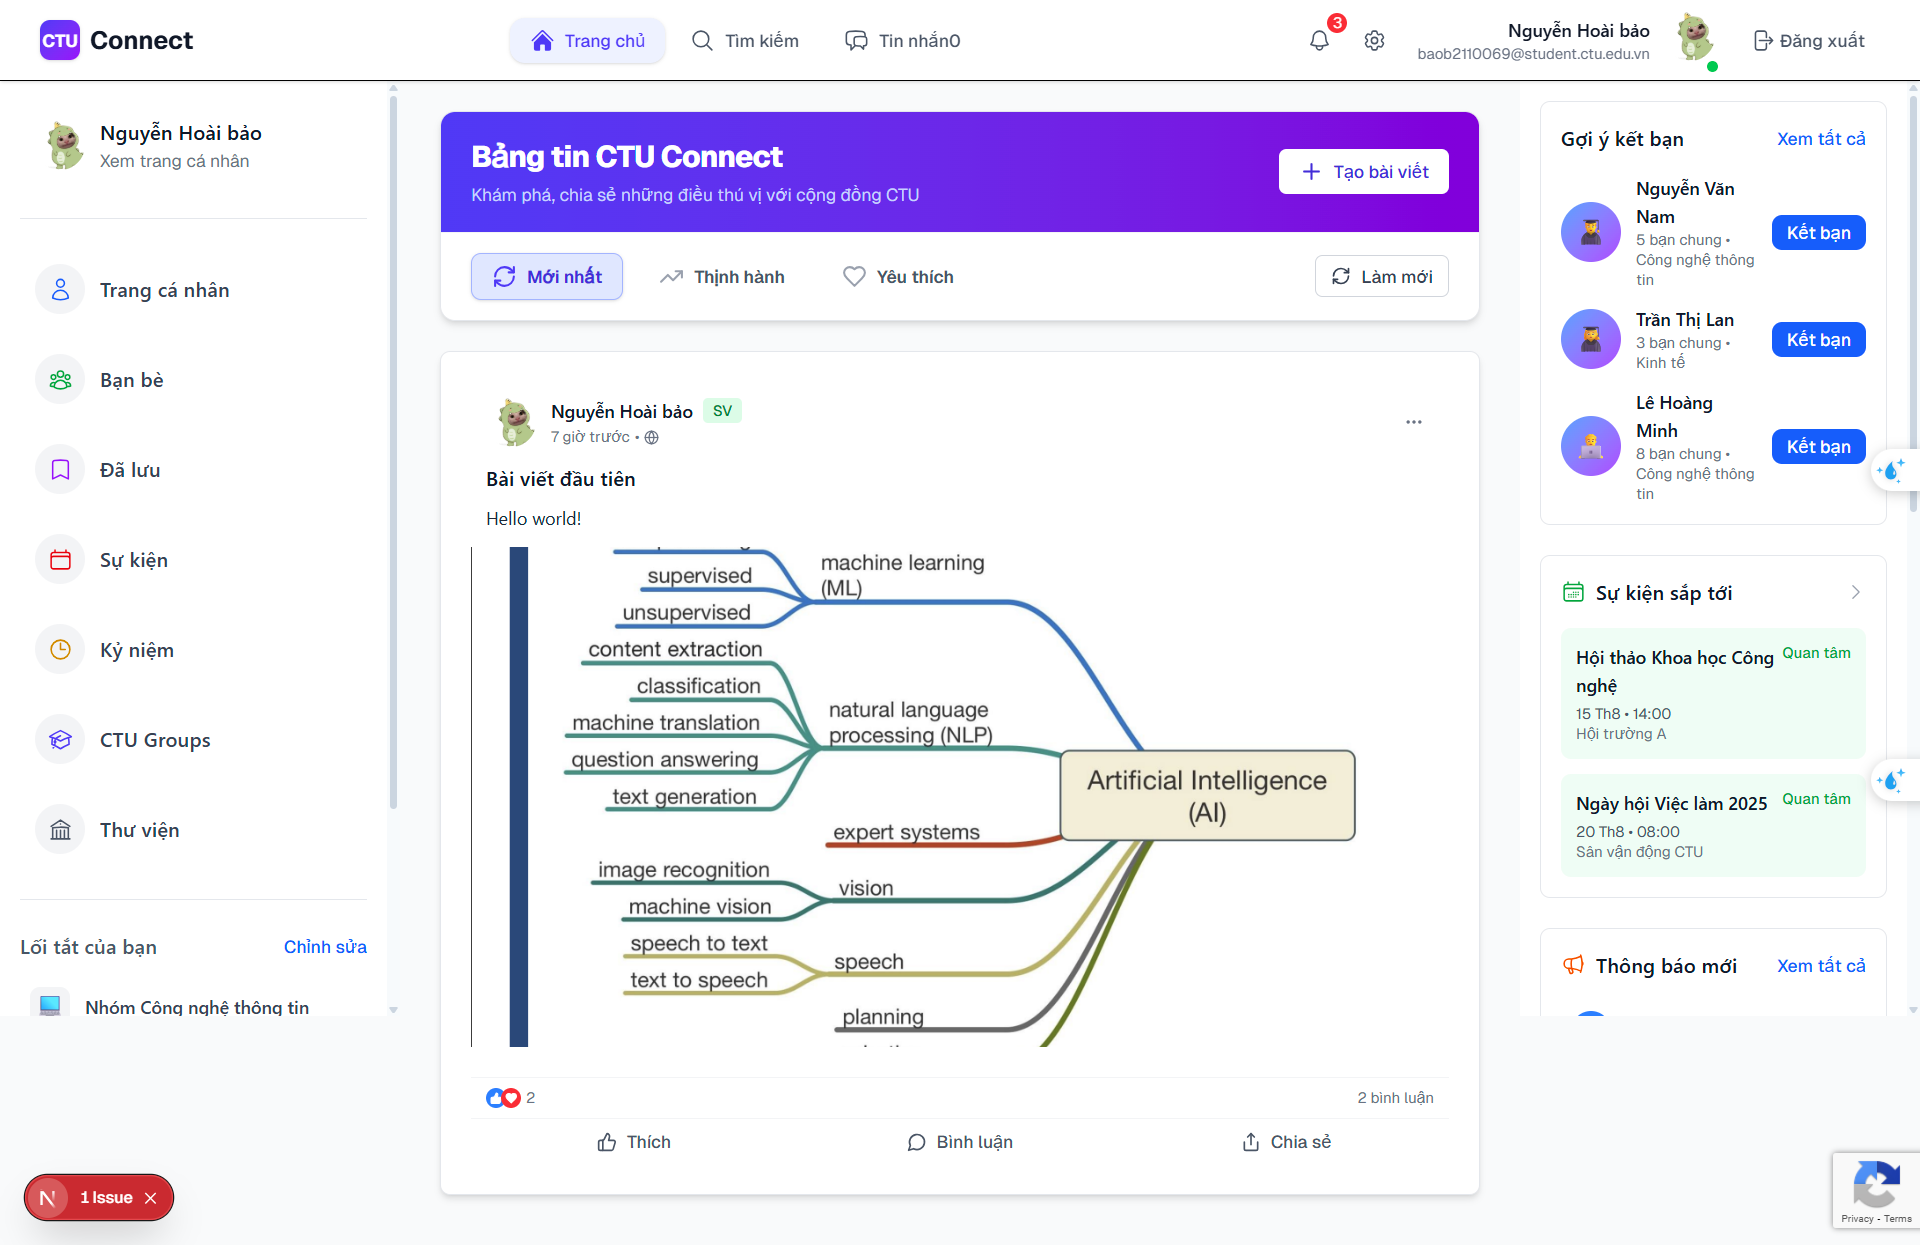 CTU Connect
Trang chủ
Tìm kiếm
Tin nhắn0
3
Nguyễn Hoài bảo
baob2110069@student.ctu.edu.vn
Đăng xuất
Nguyễn Hoài bảo
Xem trang cá nhân
Trang cá nhân
Bạn bè
Đã lưu
Sự kiện
Kỷ niệm
CTU Groups
Thư viện
Lối tắt của bạn
Chỉnh sửa
Nhóm Công nghệ thông tin
1 Issue
Bảng tin CTU Connect
Khám phá, chia sẻ những điều thú vị với cộng đồng CTU
Tạo bài viết
Mới nhất
Thịnh hành
Yêu thích
Làm mới
Nguyễn Hoài bảo
SV
7 giờ trước •
Bài viết đầu tiên
Hello world!
supervised
unsupervised
machine learning
(ML)
content extraction
classification
machine translation
question answering
text generation
natural language
processing (NLP)
Artificial Intelligence
(AI)
expert systems
image recognition
machine vision
vision
speech to text
text to speech
speech
planning
2
2 bình luận
Thích
Bình luận
Chia sẻ
Gợi ý kết bạn
Xem tất cả
Nguyễn Văn
Nam
5 bạn chung •
Công nghệ thông
tin
Kết bạn
Trần Thị Lan
3 bạn chung •
Kinh tế
Kết bạn
Lê Hoàng
Minh
8 bạn chung •
Công nghệ thông
tin
Kết bạn
Sự kiện sắp tới
Hội thảo Khoa học Công
nghệ
Quan tâm
15 Th8 • 14:00
Hội trường A
Ngày hội Việc làm 2025
Quan tâm
20 Th8 • 08:00
Sân vận động CTU
Thông báo mới
Xem tất cả
Privacy - Terms